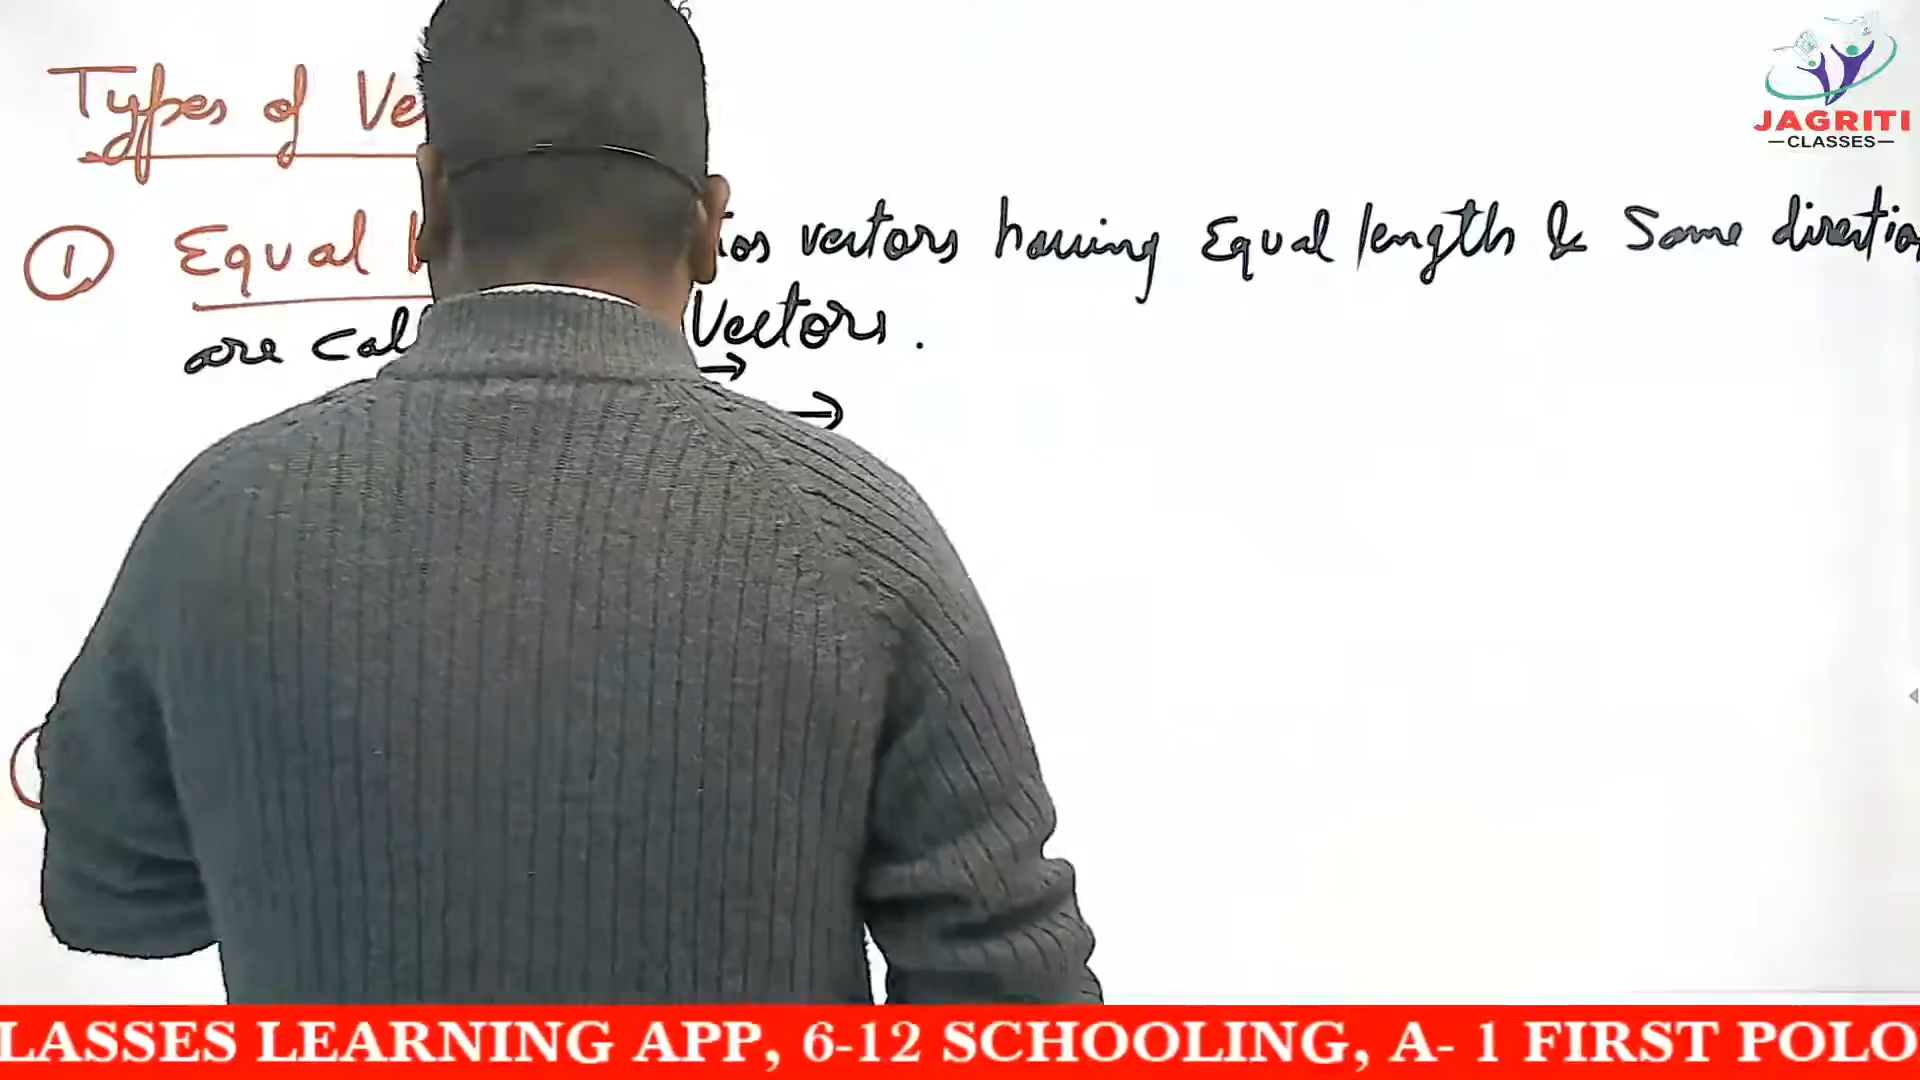 Types of Ve
JAGRITI
CLASSES
1 Equal vectors having Equal length & Same directio
are cal Vectors.
LASSES LEARNING APP, 6-12 SCHOOLING, A- 1 FIRST POLO